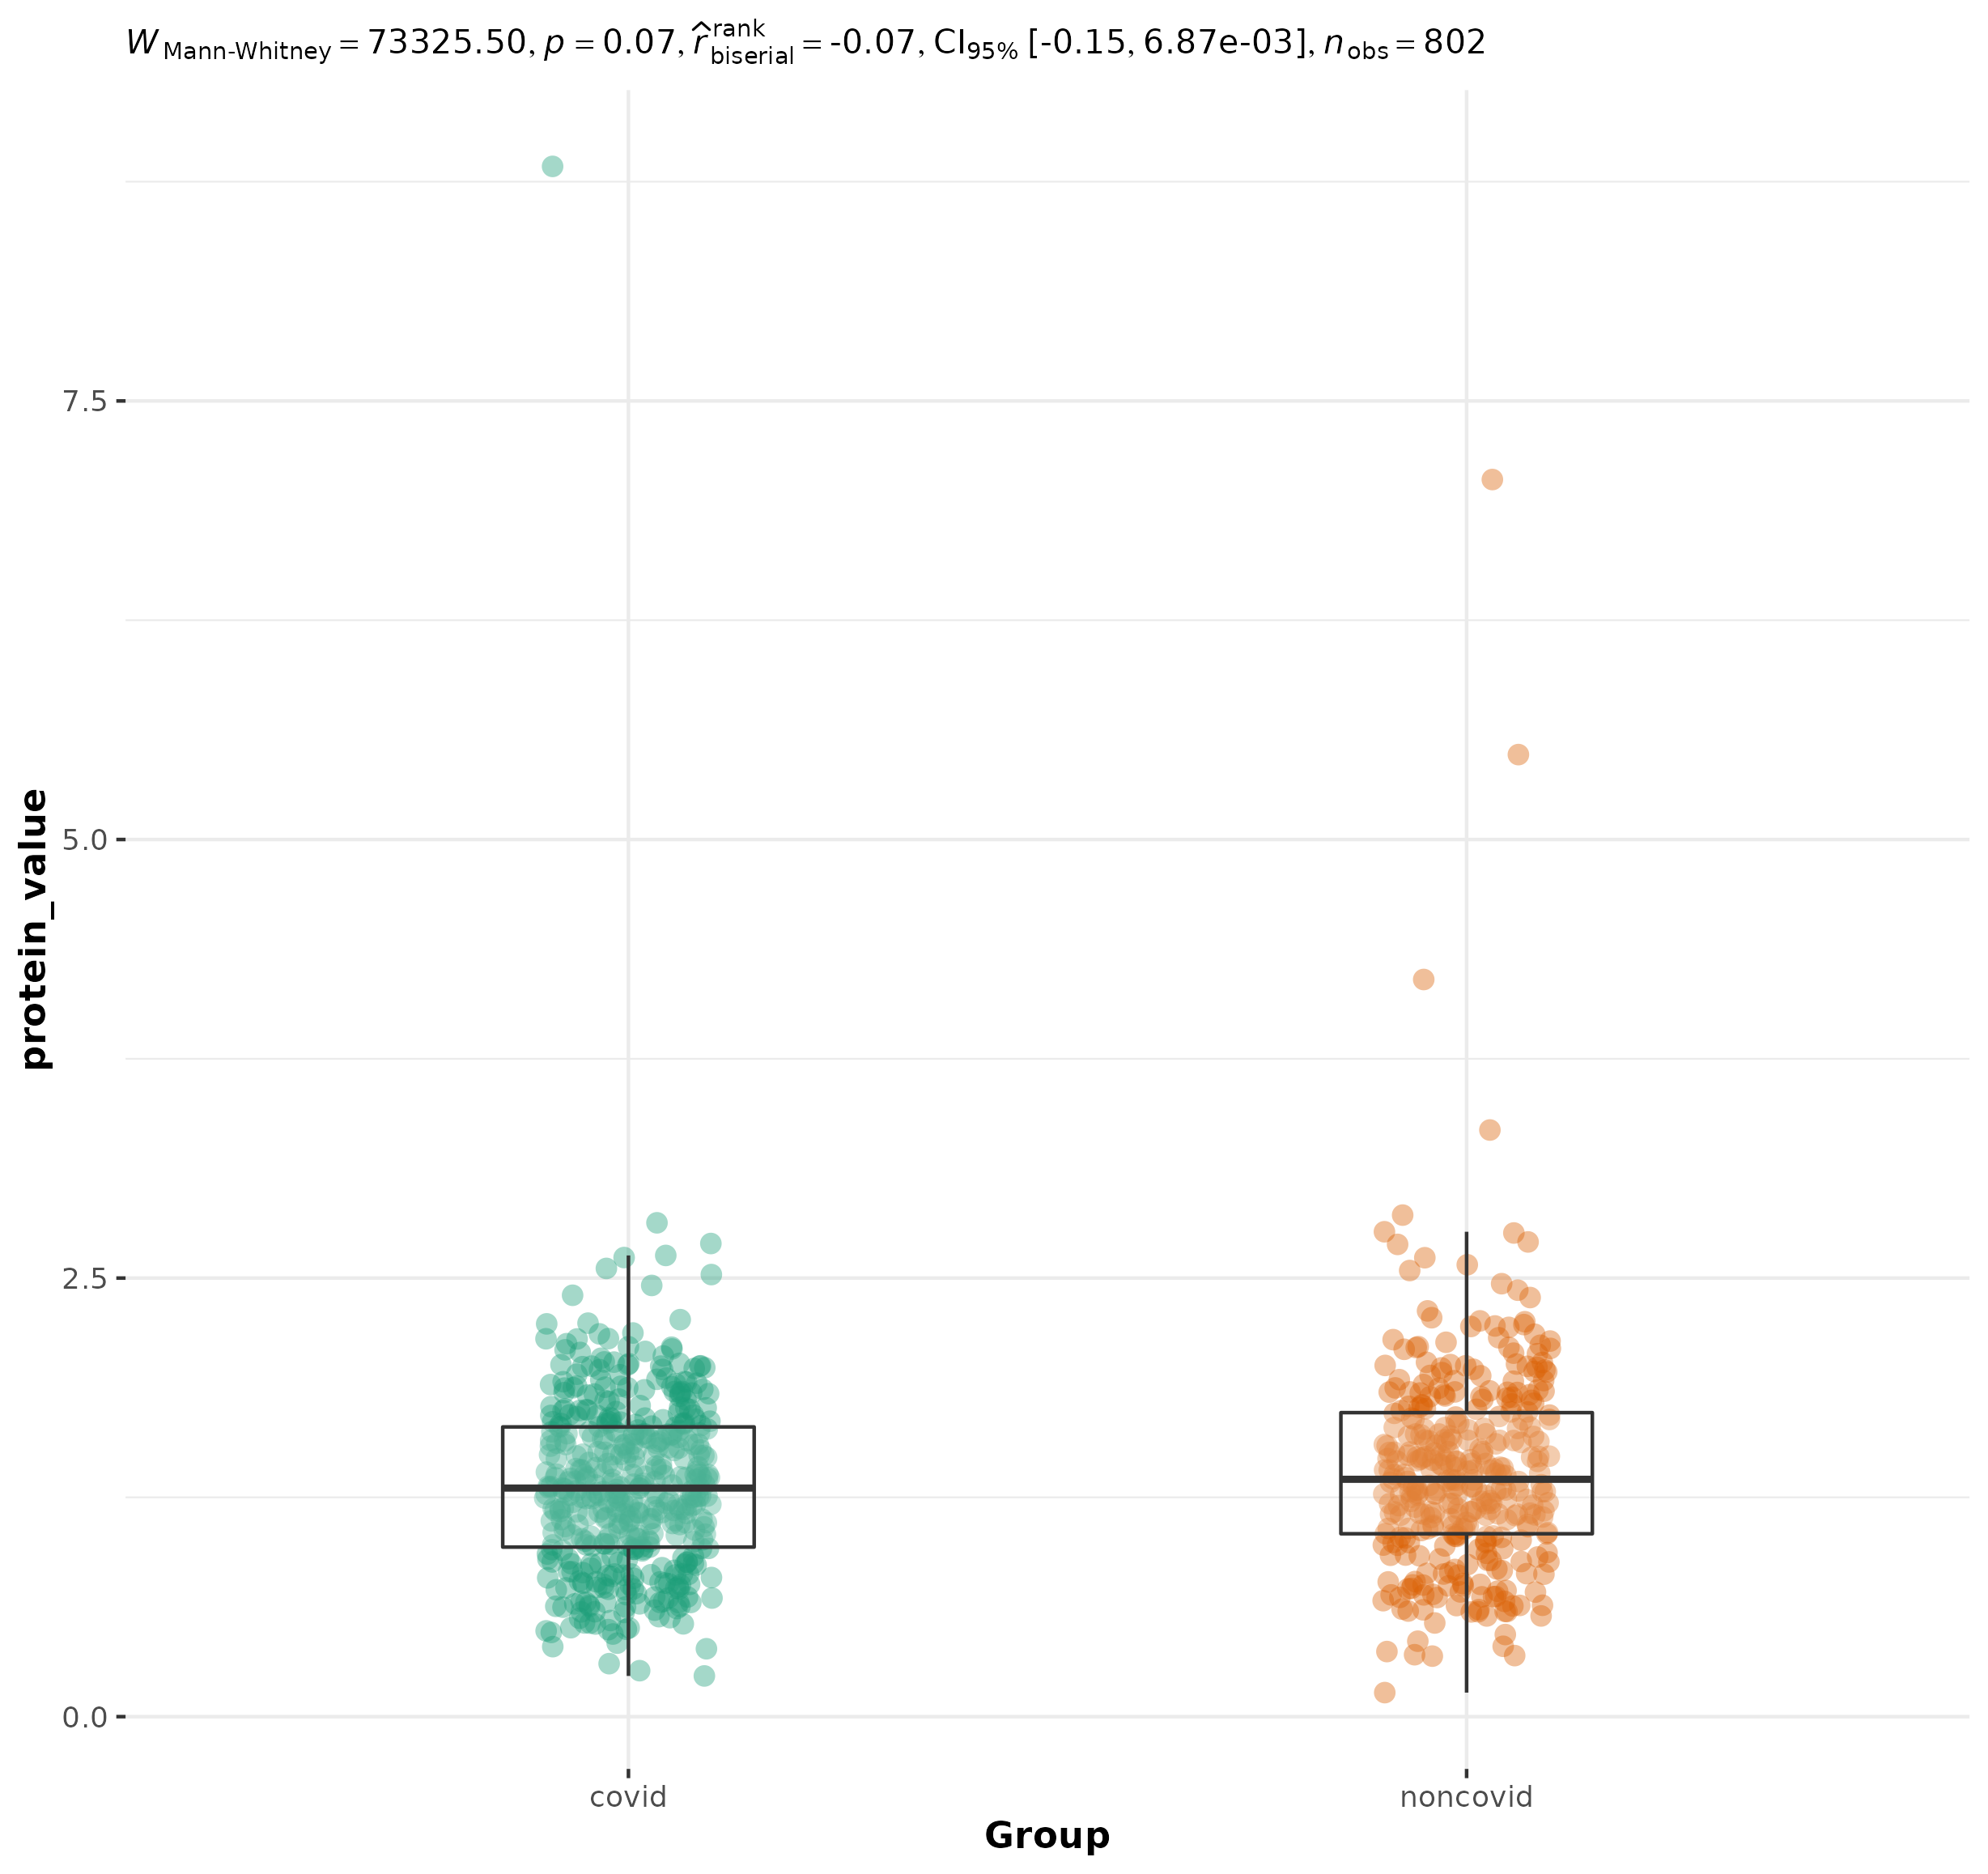 W Mann-Whitney = 73325.50, p = 0.07, r̂ rank biserial = -0.07, CI95% [-0.15, 6.87e-03], nobs = 802
7.5
5.0
2.5
0.0
protein_value
covid noncovid
Group